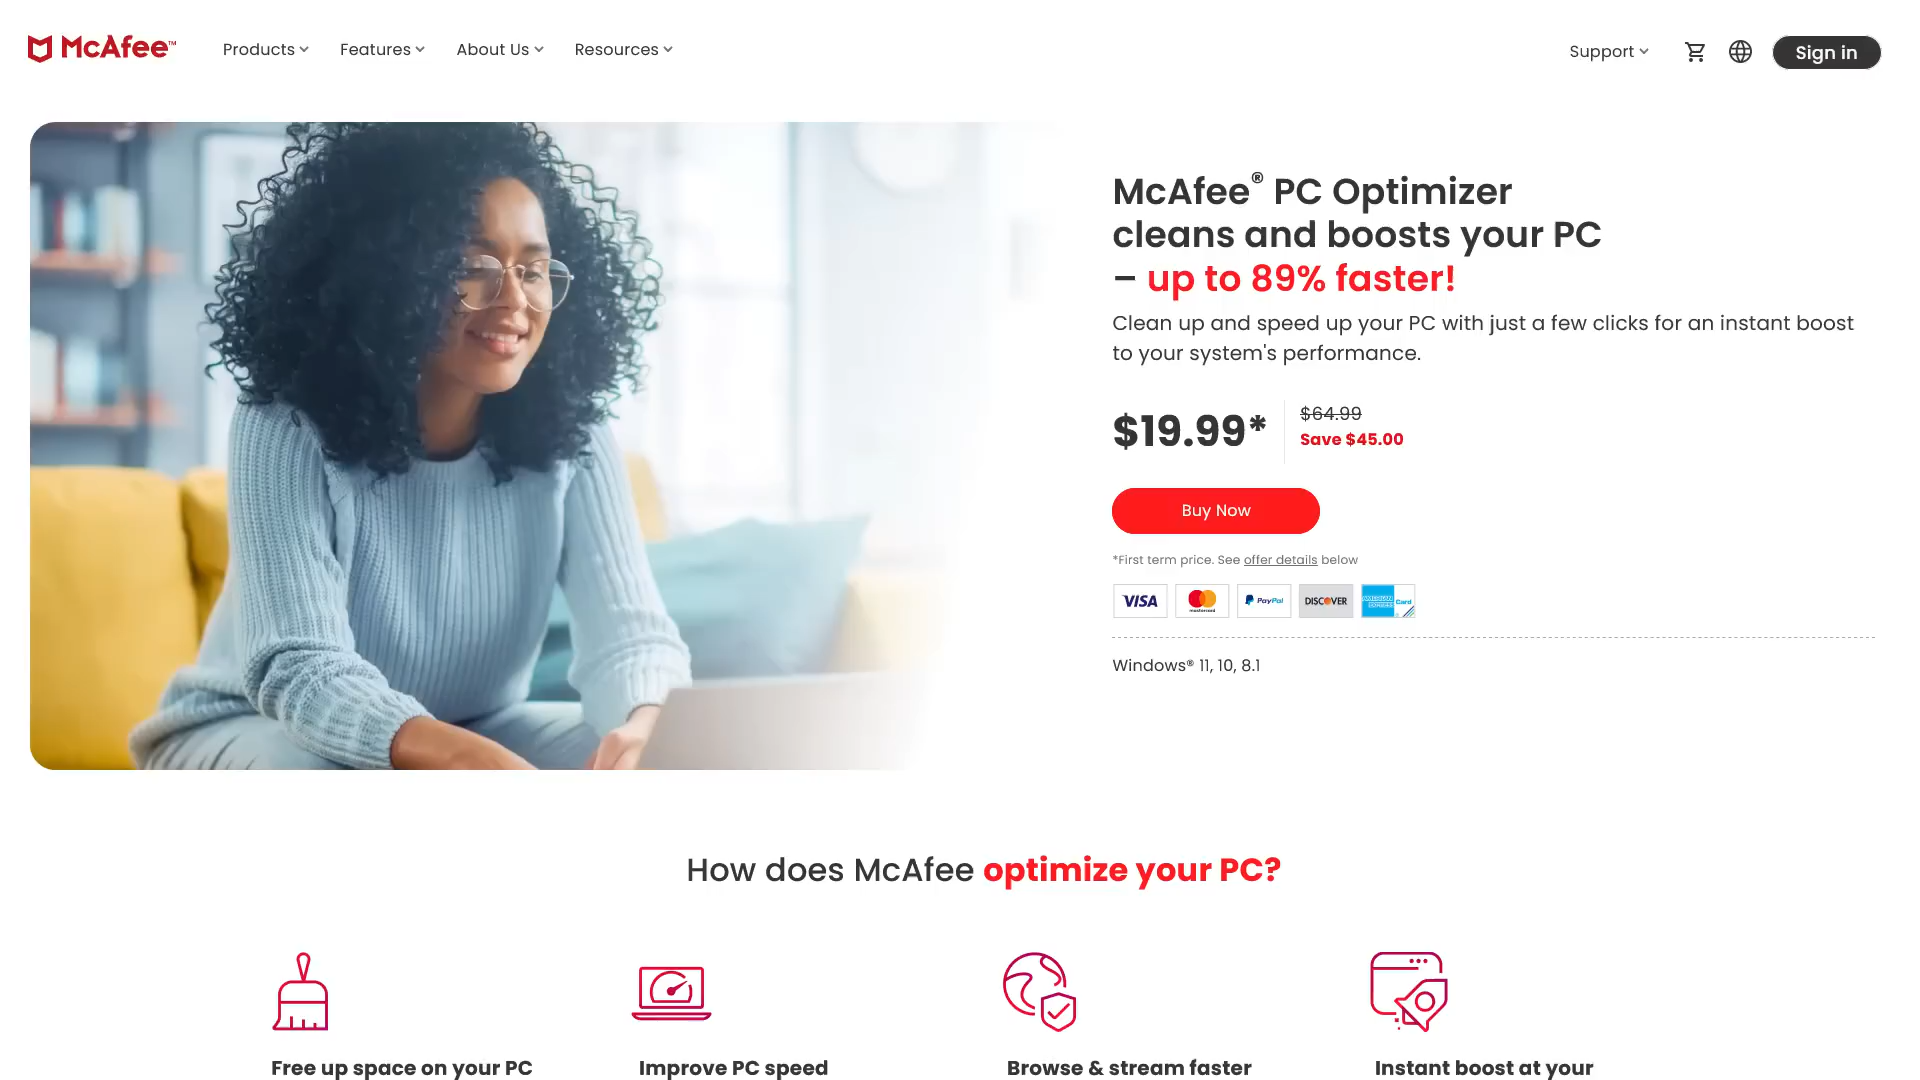 McAfee™
Products
Features
About Us
Resources
Support
Sign in
McAfee® PC Optimizer
cleans and boosts your PC
– up to 89% faster!
Clean up and speed up your PC with just a few clicks for an instant boost
to your system's performance.
$19.99*
$64.99
Save $45.00
Buy Now
*First term price. See offer details below
VISA
mastercard
PayPal
DISCOVER
AMERICAN EXPRESS Card
Windows® 11, 10, 8.1
How does McAfee optimize your PC?
Free up space on your PC
Improve PC speed
Browse & stream faster
Instant boost at your